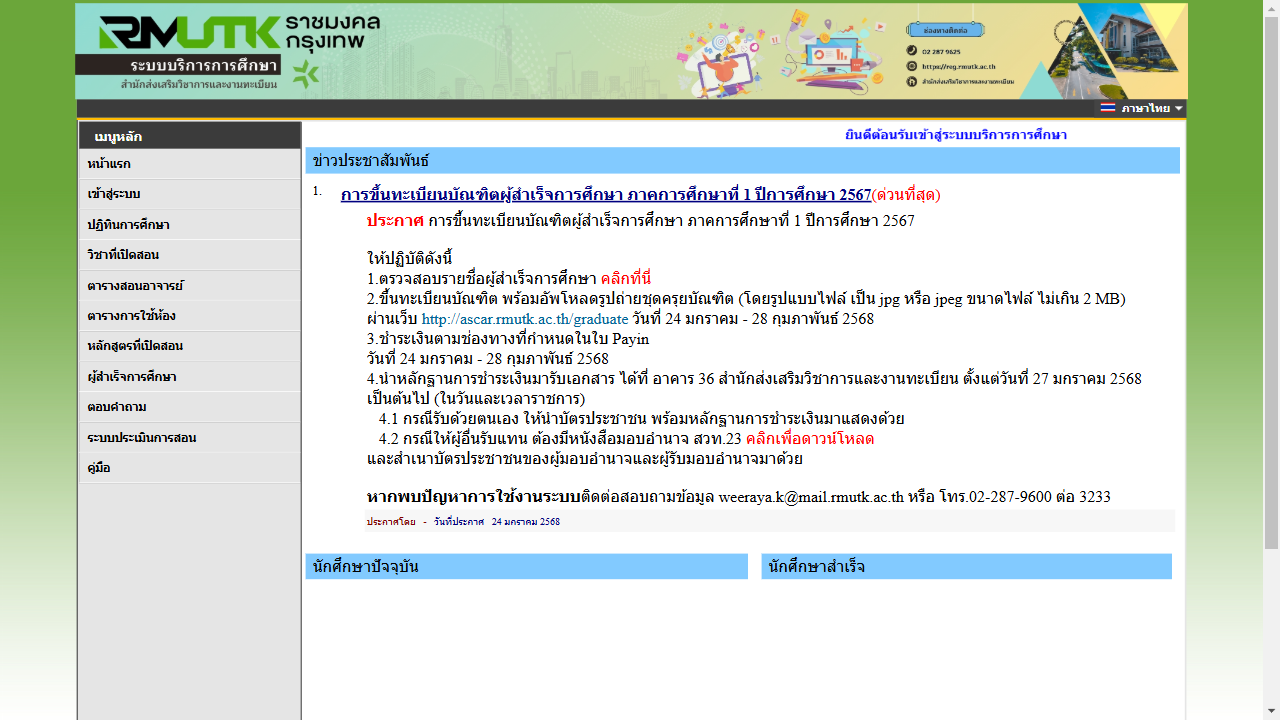 RMUTK ราชมงคล
กรุงเทพ
ระบบบริการการศึกษา
สำนักส่งเสริมวิชาการและงานทะเบียน
ช่องทางติดต่อ
02 287 9625
https://reg.rmutk.ac.th
สำนักส่งเสริมวิชาการและงานทะเบียน
ภาษาไทย
เมนูหลัก
หน้าแรก
เข้าสู่ระบบ
ปฏิทินการศึกษา
วิชาที่เปิดสอน
ตารางสอนอาจารย์
ตารางการใช้ห้อง
หลักสูตรที่เปิดสอน
ผู้สำเร็จการศึกษา
ตอบคำถาม
ระบบประเมินการสอน
คู่มือ
ยินดีต้อนรับเข้าสู่ระบบบริการการศึกษา
ข่าวประชาสัมพันธ์
1. การขึ้นทะเบียนบัณฑิตผู้สำเร็จการศึกษา ภาคการศึกษาที่ 1 ปีการศึกษา 2567(ด่วนที่สุด)
ประกาศ การขึ้นทะเบียนบัณฑิตผู้สำเร็จการศึกษา ภาคการศึกษาที่ 1 ปีการศึกษา 2567
ให้ปฏิบัติดังนี้
1.ตรวจสอบรายชื่อผู้สำเร็จการศึกษา คลิกที่นี่
2.ขึ้นทะเบียนบัณฑิต พร้อมอัพโหลดรูปถ่ายชุดครุยบัณฑิต (โดยรูปแบบไฟล์ เป็น jpg หรือ jpeg ขนาดไฟล์ ไม่เกิน 2 MB)
ผ่านเว็บ http://ascar.rmutk.ac.th/graduate วันที่ 24 มกราคม - 28 กุมภาพันธ์ 2568
3.ชำระเงินตามช่องทางที่กำหนดในใบ Payin
วันที่ 24 มกราคม - 28 กุมภาพันธ์ 2568
4.นำหลักฐานการชำระเงินมารับเอกสาร ได้ที่ อาคาร 36 สำนักส่งเสริมวิชาการและงานทะเบียน ตั้งแต่วันที่ 27 มกราคม 2568
เป็นต้นไป (ในวันและเวลาราชการ)
4.1 กรณีรับด้วยตนเอง ให้นำบัตรประชาชน พร้อมหลักฐานการชำระเงินมาแสดงด้วย
4.2 กรณีให้ผู้อื่นรับแทน ต้องมีหนังสือมอบอำนาจ สวท.23 คลิกเพื่อดาวน์โหลด
และสำเนาบัตรประชาชนของผู้มอบอำนาจและผู้รับมอบอำนาจมาด้วย
หากพบปัญหาการใช้งานระบบติดต่อสอบถามข้อมูล weeraya.k@mail.rmutk.ac.th หรือ โทร.02-287-9600 ต่อ 3233
ประกาศโดย - วันที่ประกาศ 24 มกราคม 2568
นักศึกษาปัจจุบัน
นักศึกษาสำเร็จ